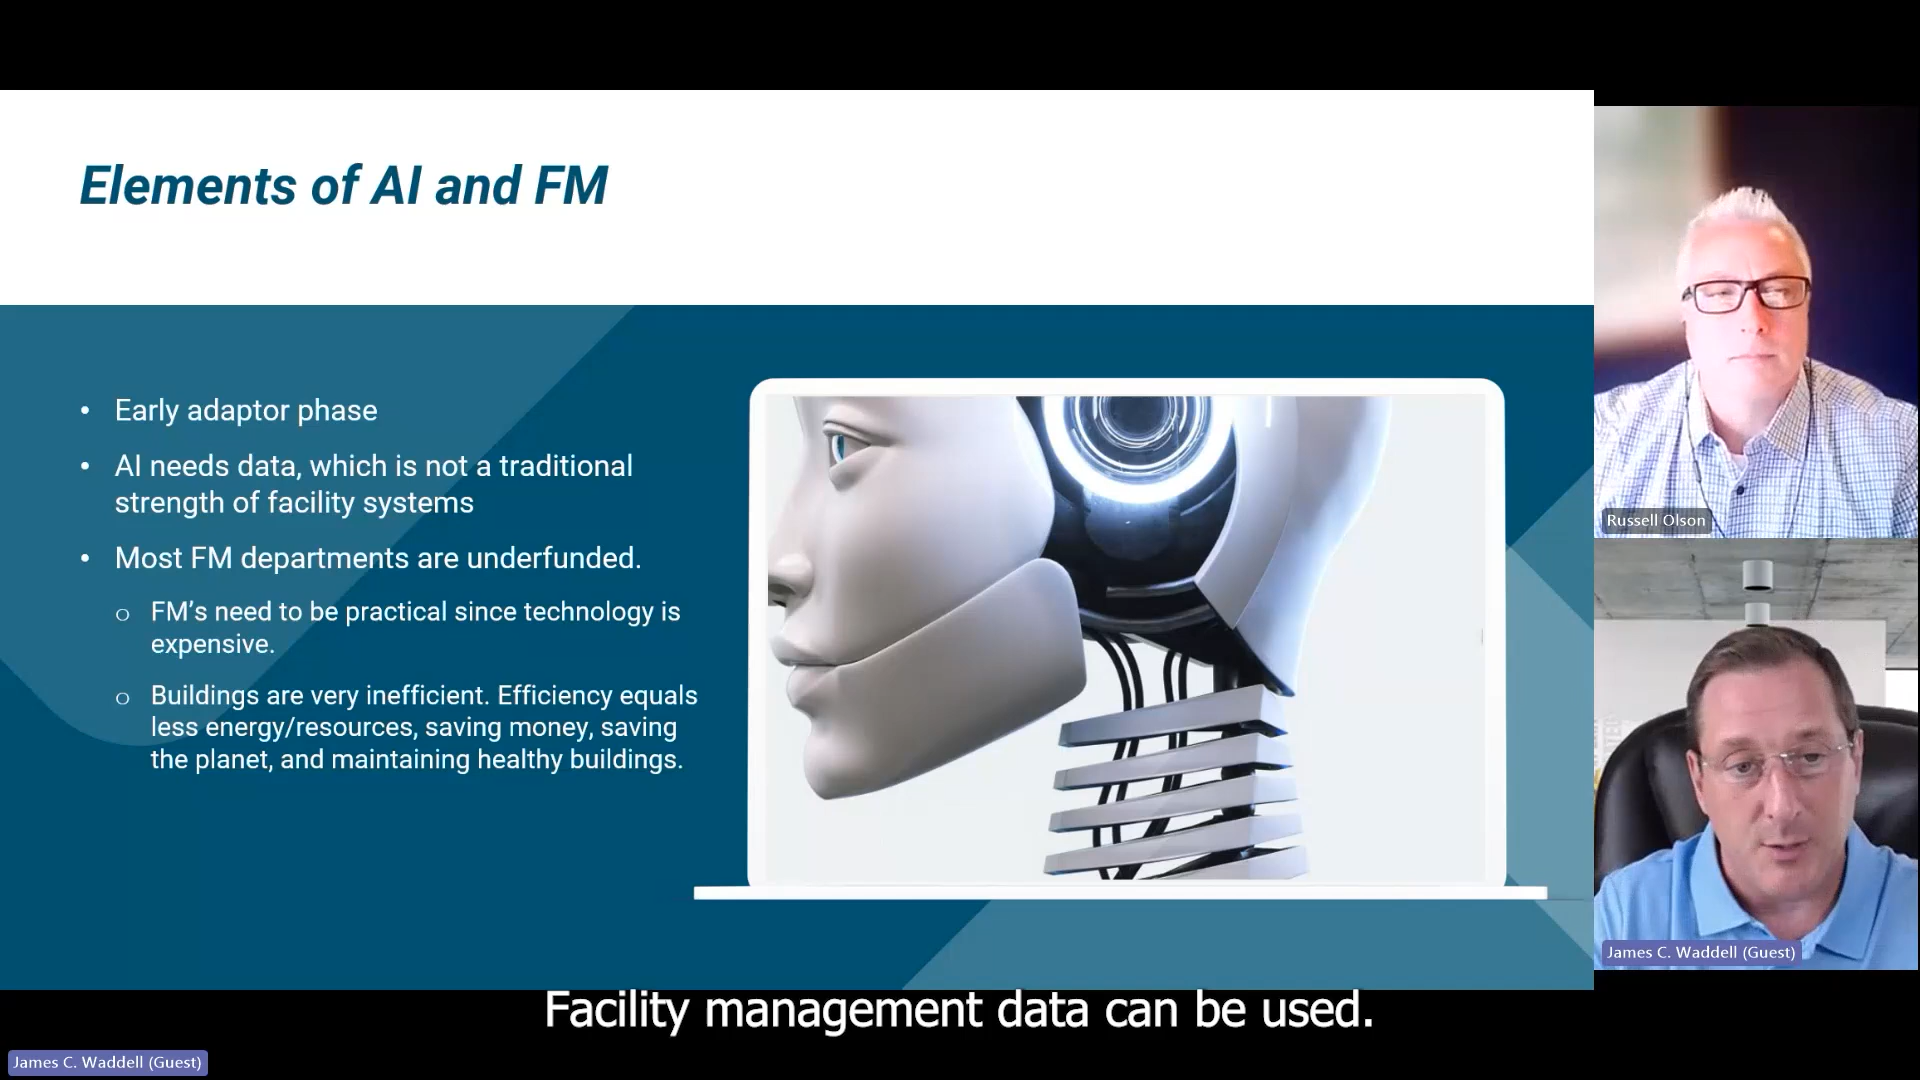 Elements of AI and FM
• Early adaptor phase
• AI needs data, which is not a traditional
strength of facility systems
• Most FM departments are underfunded.
o FM’s need to be practical since technology is
expensive.
o Buildings are very inefficient. Efficiency equals
less energy/resources, saving money, saving
the planet, and maintaining healthy buildings.
Russell Olson
James C. Waddell (Guest)
Facility management data can be used.
James C. Waddell (Guest)